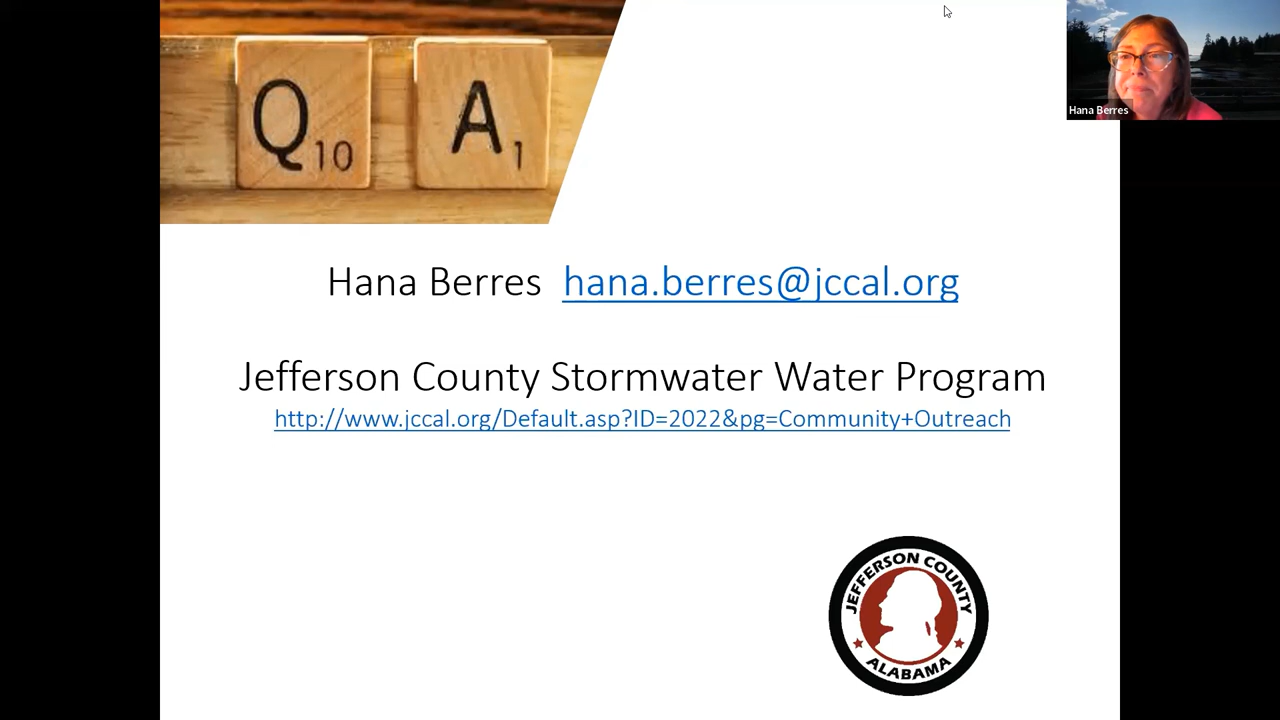 Q10 A1
Hana Berres
Hana Berres hana.berres@jccal.org
Jefferson County Stormwater Water Program
http://www.jccal.org/Default.asp?ID=2022&pg=Community+Outreach
JEFFERSON COUNTY
ALABAMA